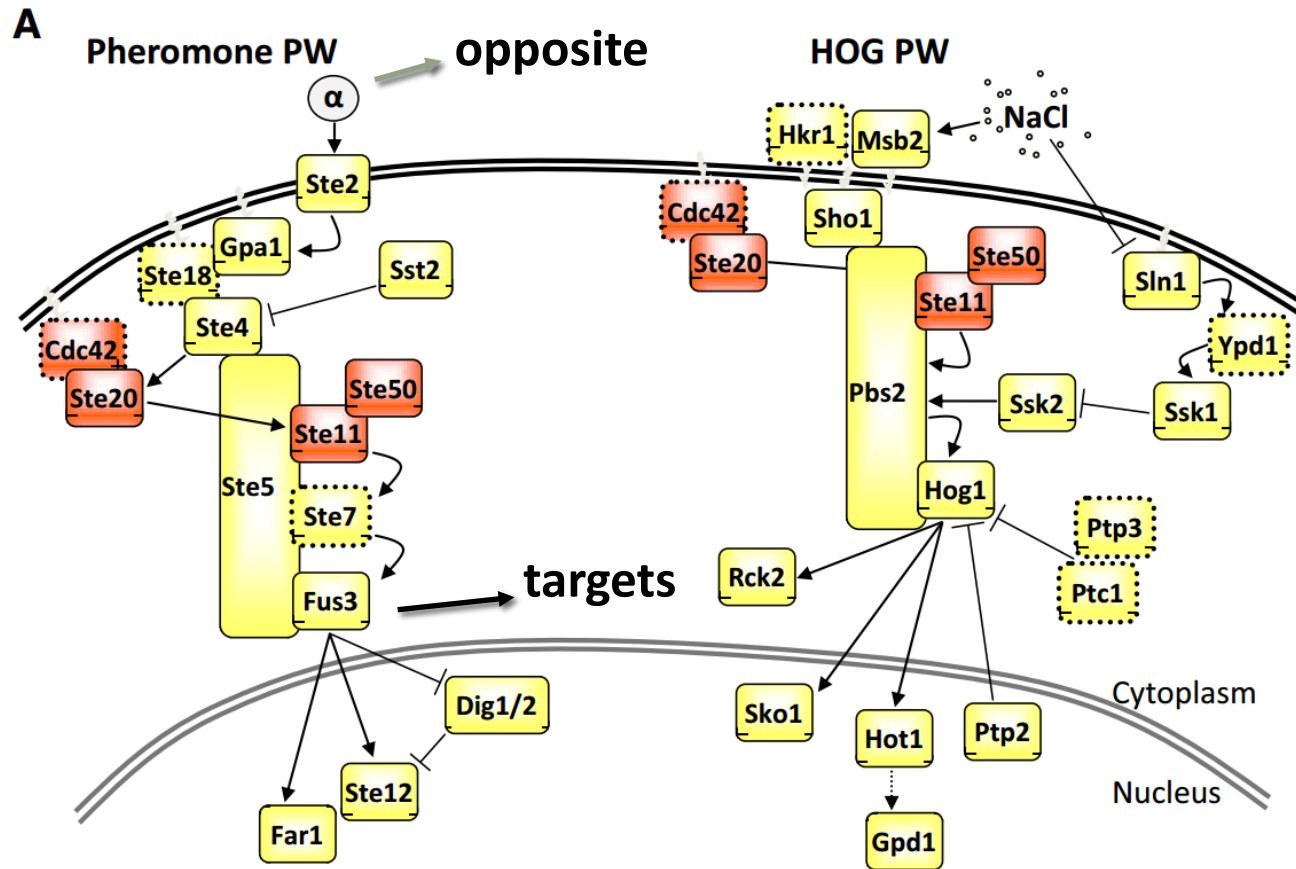 A
Pheromone PW
opposite
HOG PW
α
NaCl
Hkr1
Msb2
Ste2
Cdc42
Sho1
Gpa1
Ste18
Sst2
Ste20
Ste50
Sln1
Ste11
Ste4
Cdc42
Ypd1
Ste20
Ste50
Pbs2
Ssk2
Ssk1
Ste11
Ste5
Hog1
Ste7
Ptp3
Rck2
targets
Fus3
Ptc1
Cytoplasm
Dig1/2
Sko1
Hot1
Ptp2
Ste12
Nucleus
Far1
Gpd1